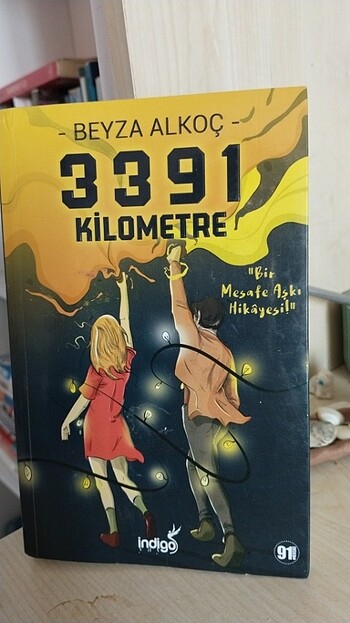 - BEYZA ALKOÇ -
3391
KİLOMETRE
"Bir
Mesafe Aşkı
Hikâyesi!"
indigo
91